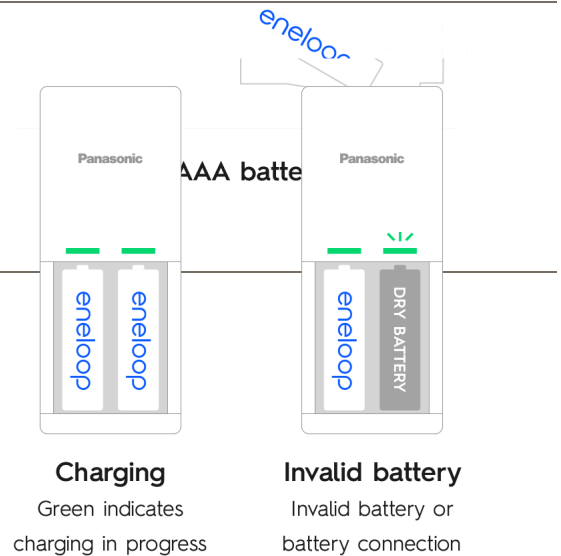 eneloop
AAA batte
Panasonic
Panasonic
eneloop
eneloop
eneloop
DRY BATTERY
Charging
Green indicates
charging in progress
Invalid battery
Invalid battery or
battery connection